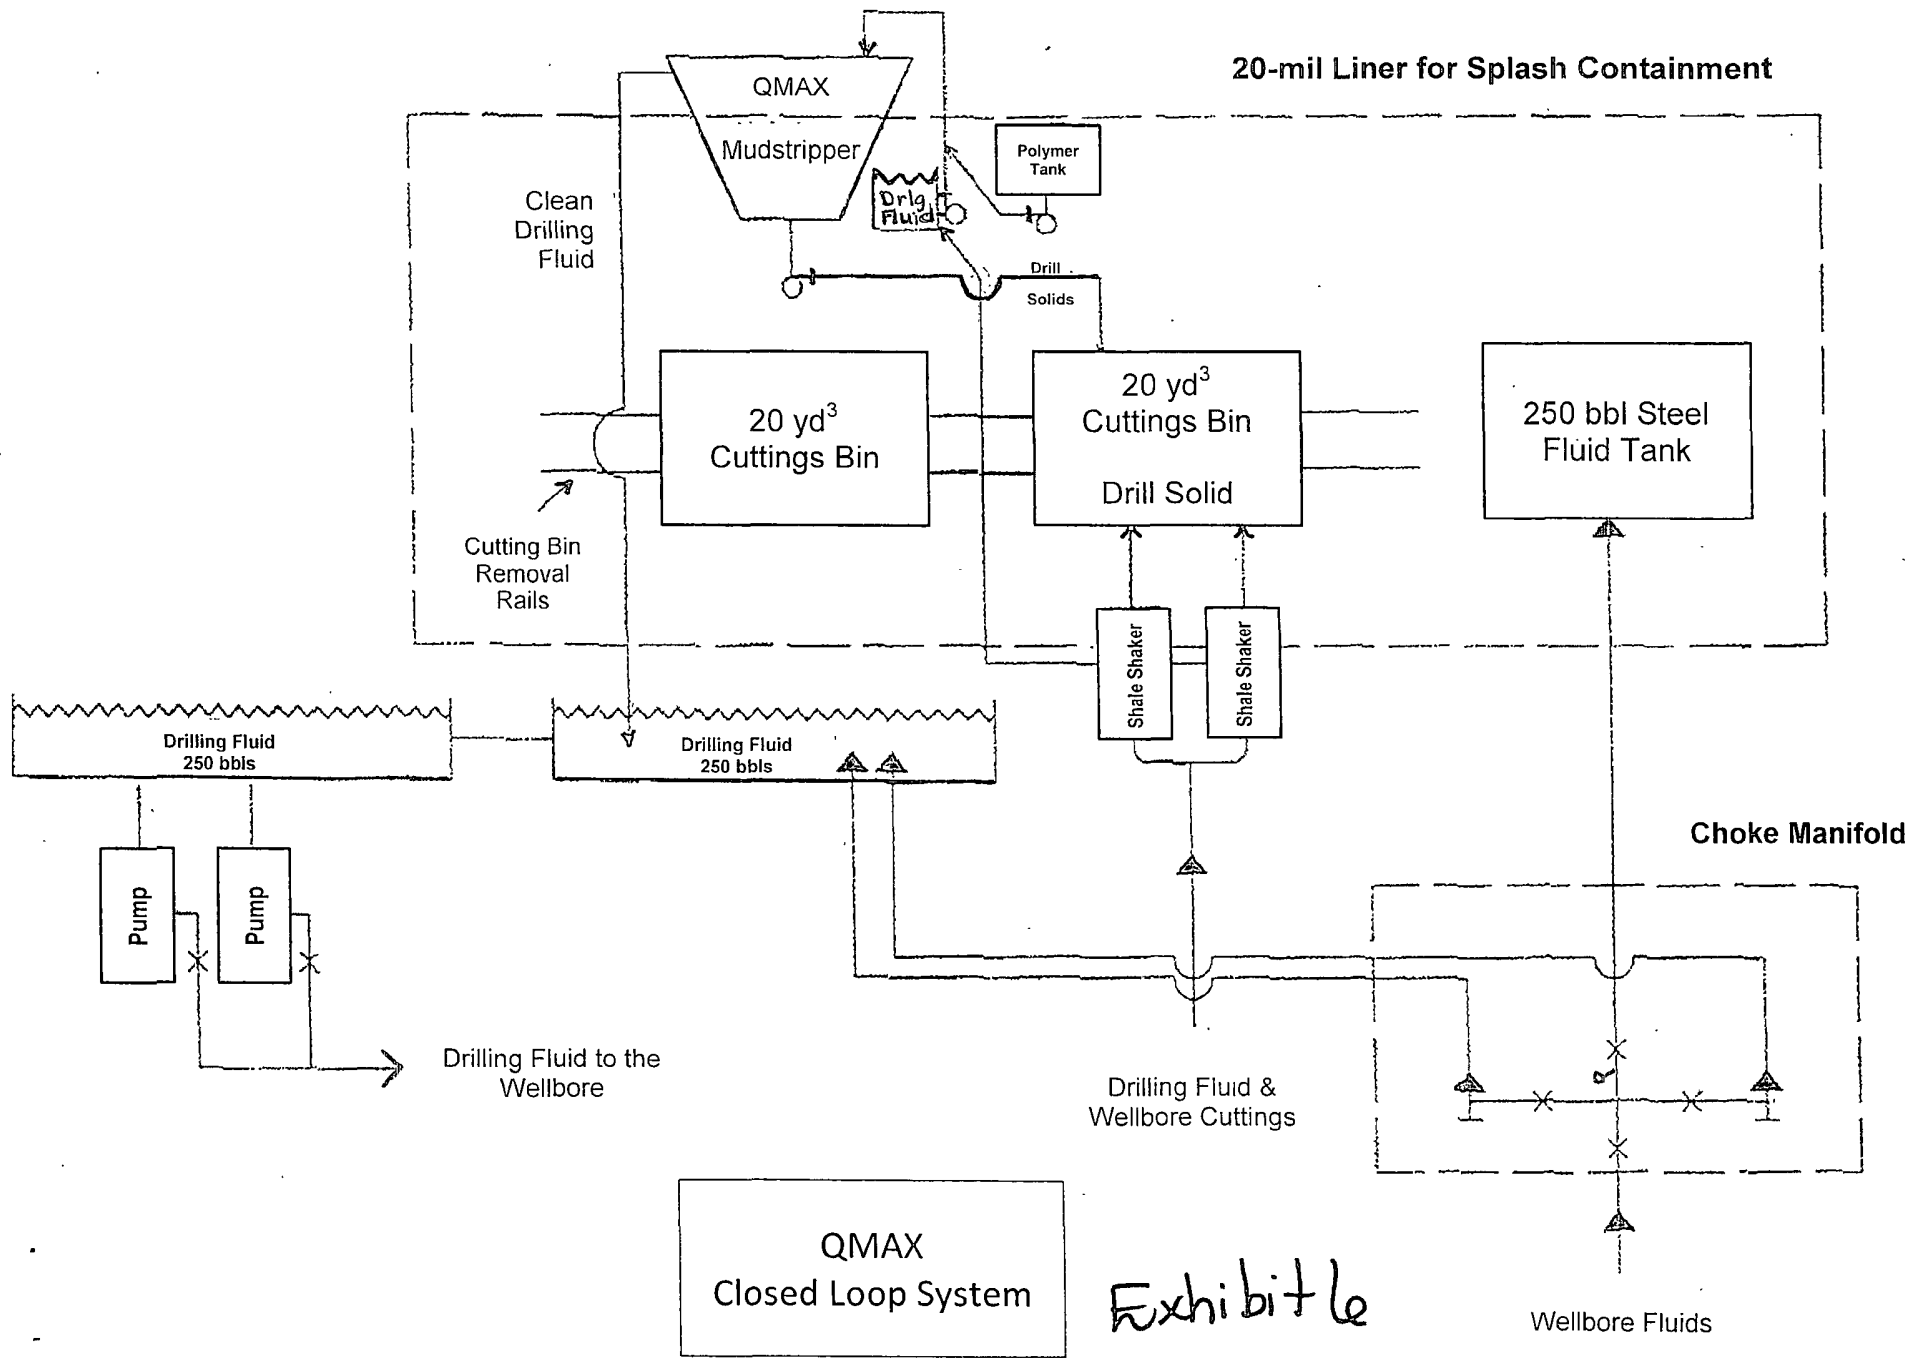 20-mil Liner for Splash Containment
QMAX
Mudstripper
Polymer
Tank
Drlg
Fluid
Clean
Drilling
Fluid
Drill
Solids
20 yd³
Cuttings Bin
20 yd³
Cuttings Bin
Drill Solid
250 bbl Steel
Fluid Tank
Cutting Bin
Removal
Rails
Shale Shaker
Shale Shaker
Drilling Fluid
250 bbls
Drilling Fluid
250 bbls
Choke Manifold
Pump
Pump
Drilling Fluid to the
Wellbore
Drilling Fluid &
Wellbore Cuttings
QMAX
Closed Loop System
Exhibit 6
Wellbore Fluids